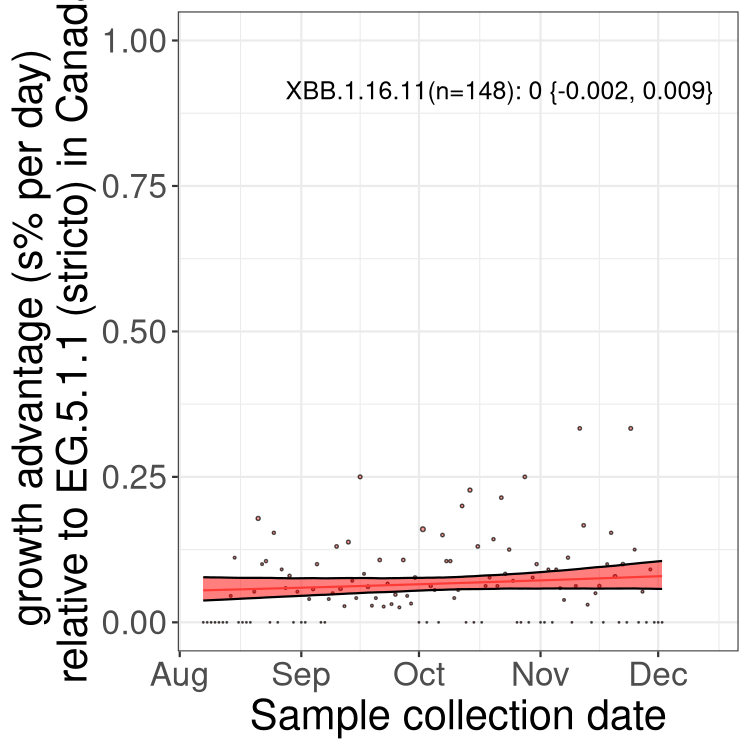 growth advantage (s% per day)
relative to EG.5.1.1 (stricto) in Canada
1.00
0.75
0.50
0.25
0.00
XBB.1.16.11(n=148): 0 {-0.002, 0.009}
Aug Sep Oct Nov Dec
Sample collection date